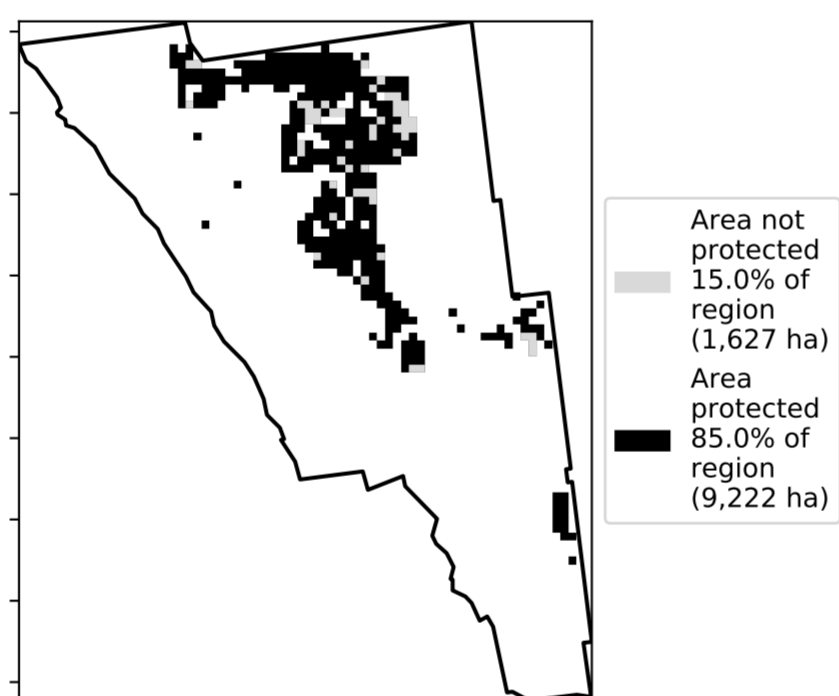 Area not
protected
15.0% of
region
(1,627 ha)
Area
protected
85.0% of
region
(9,222 ha)